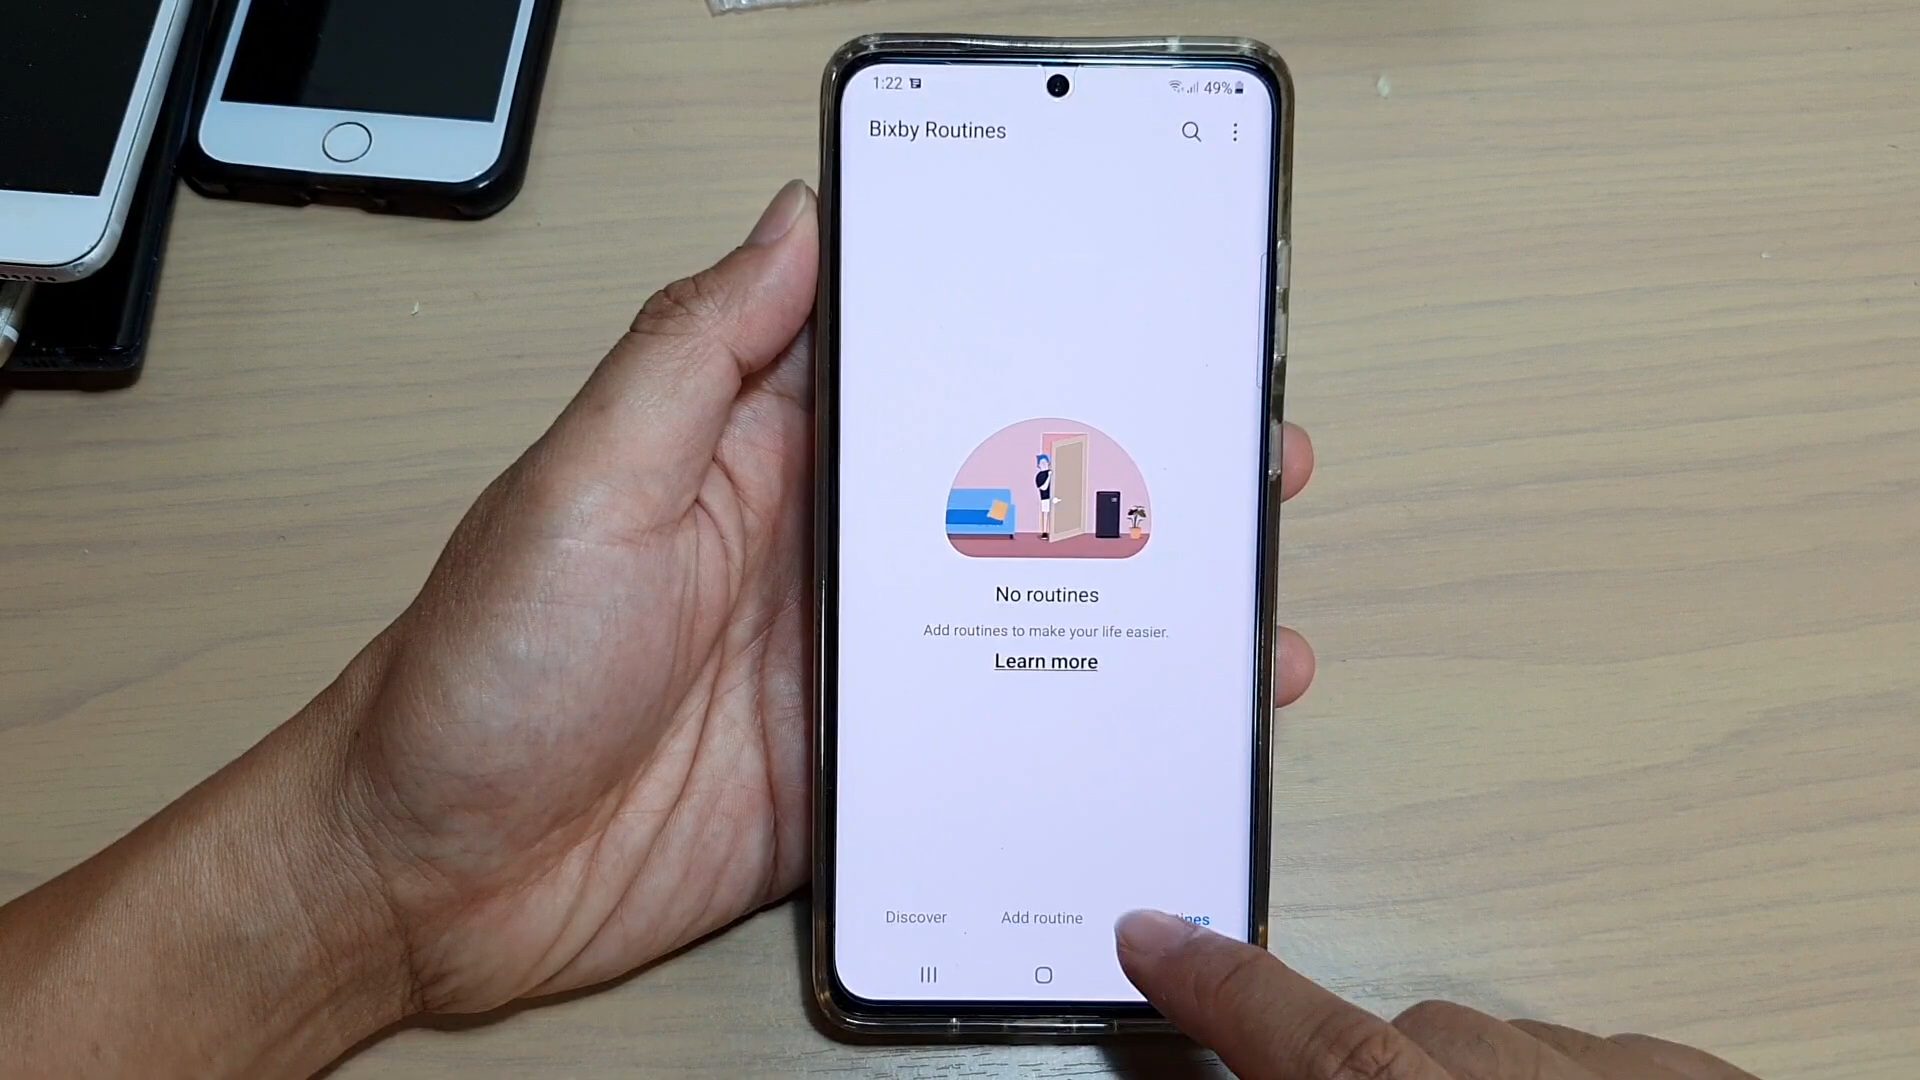 1:22 49%
Bixby Routines
No routines
Add routines to make your life easier.
Learn more
Discover Add routine